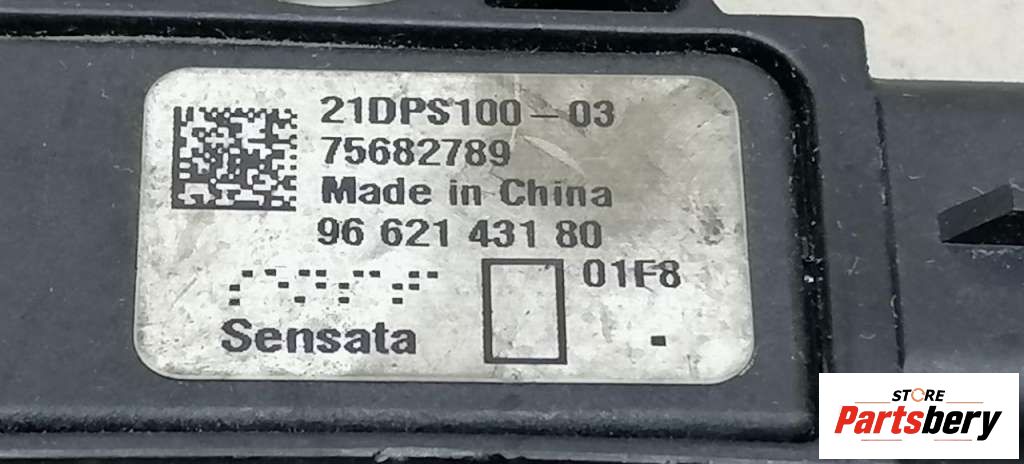 21DPS100-03
75682789
Made in China
96 621 431 80
01F8
Sensata
STORE
Partsbery